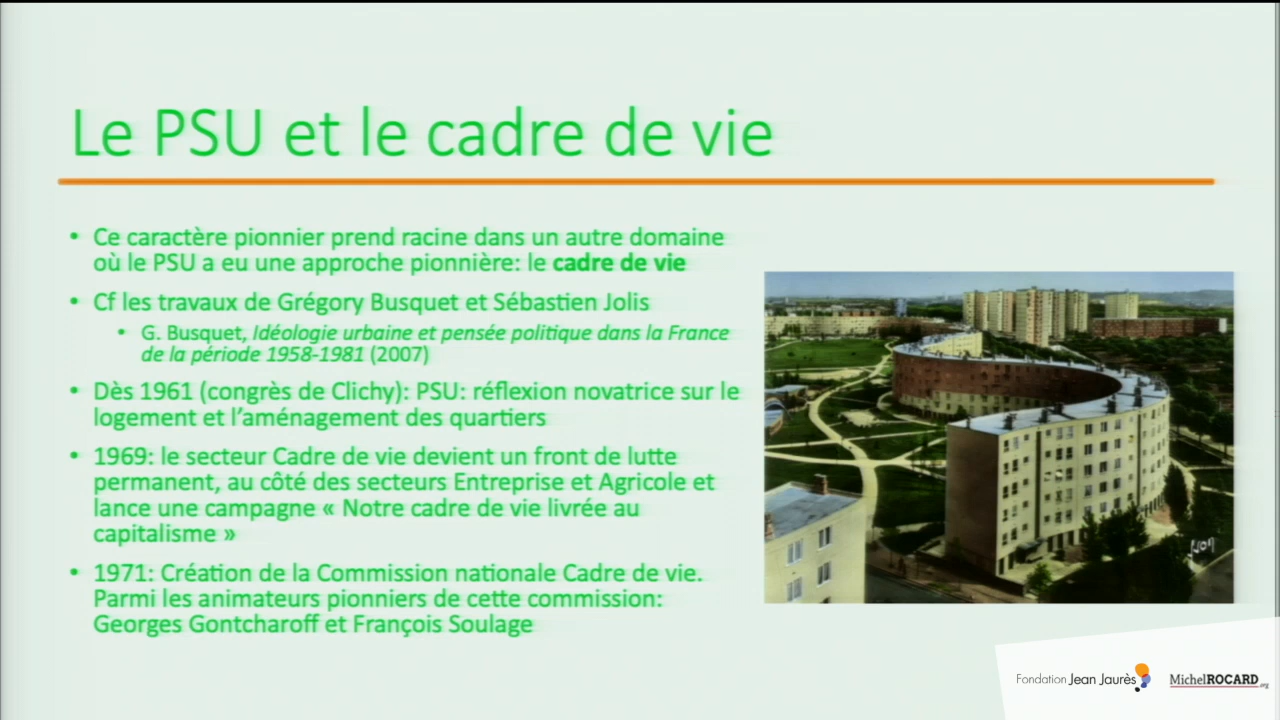 Le PSU et le cadre de vie
• Ce caractère pionnier prend racine dans un autre domaine
où le PSU a eu une approche pionnière: le cadre de vie
• Cf les travaux de Grégory Busquet et Sébastien Jolis
• G. Busquet, Idéologie urbaine et pensée politique dans la France
de la période 1958-1981 (2007)
• Dès 1961 (congrès de Clichy): PSU: réflexion novatrice sur le
logement et l'aménagement des quartiers
• 1969: le secteur Cadre de vie devient un front de lutte
permanent, au côté des secteurs Entreprise et Agricole et
lance une campagne « Notre cadre de vie livrée au
capitalisme »
• 1971: Création de la Commission nationale Cadre de vie.
Parmi les animateurs pionniers de cette commission:
Georges Gontcharoff et François Soulage
Fondation Jean Jaurès
MichelROCARD.org